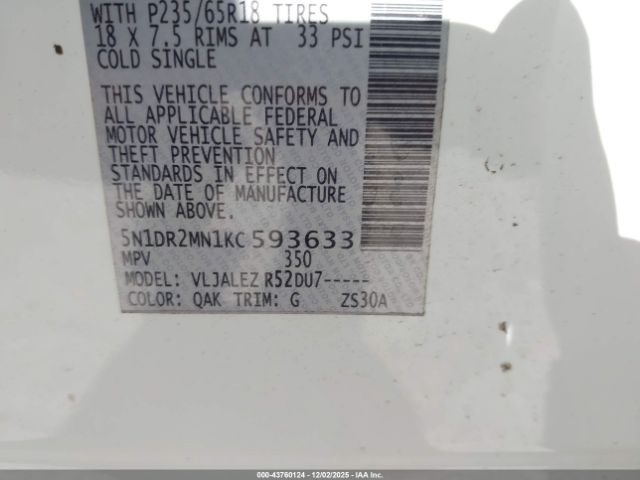 WITH P235/65R18 TIRES
18 X 7.5 RIMS AT 33 PSI
COLD SINGLE
THIS VEHICLE CONFORMS TO
ALL APPLICABLE FEDERAL
MOTOR VEHICLE SAFETY AND
THEFT PREVENTION
STANDARDS IN EFFECT ON
THE DATE OF MANUFACTURE
SHOWN ABOVE.
5N1DR2MN1KC593633
MPV 350
MODEL: VLJALEZ R52DU7-----
COLOR: QAK TRIM: G ZS30A
000-43760124 | 12/02/2025 - IAA Inc.